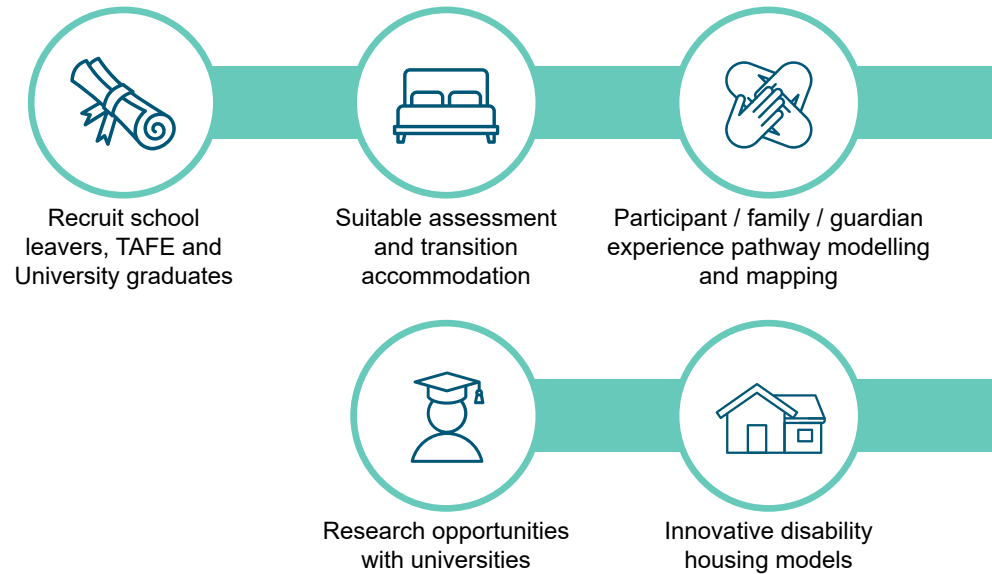 Recruit school
leavers, TAFE and
University graduates
Suitable assessment
and transition
accommodation
Participant / family / guardian
experience pathway modelling
and mapping
Research opportunities
with universities
Innovative disability
housing models